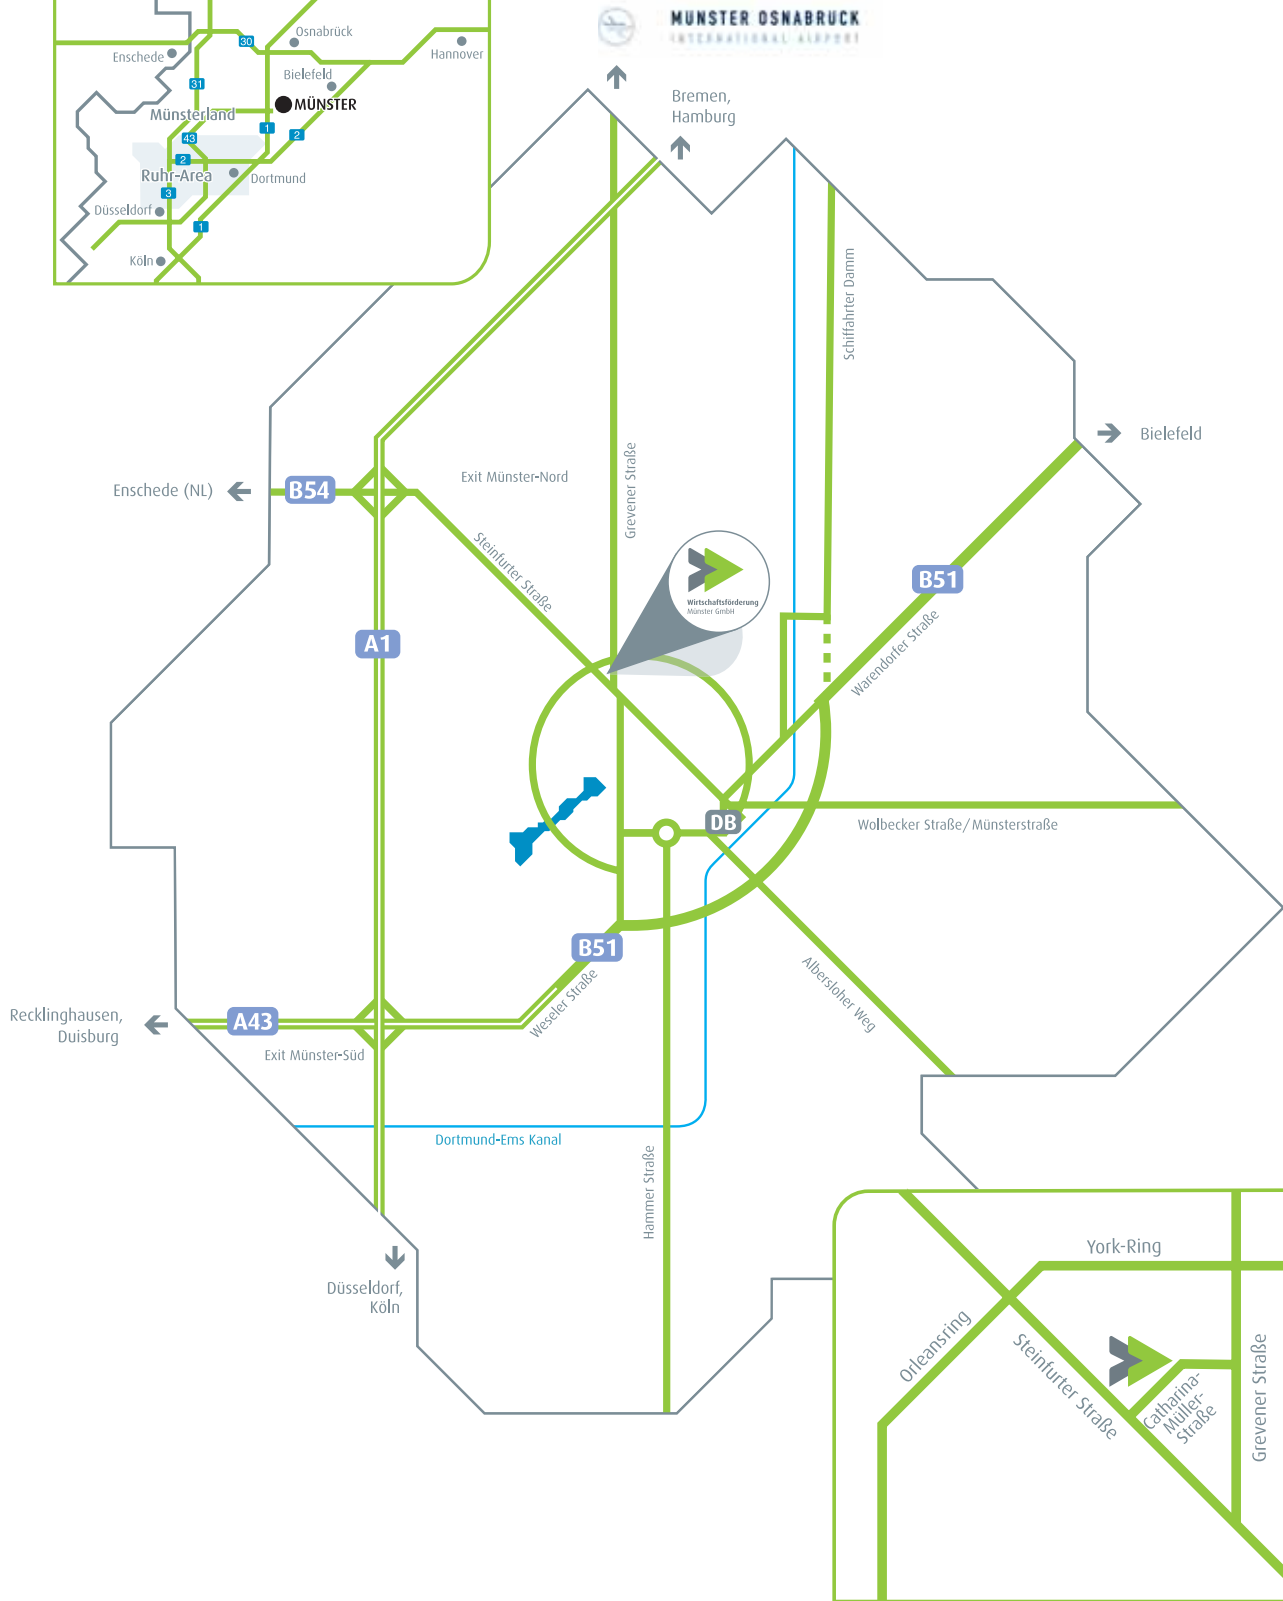 MÜNSTER OSNABRÜCK
INTERNATIONAL AIRPORT
Osnabrück
30
Enschede
Hannover
Bielefeld
31
MÜNSTER
Münsterland
1
2
43
2
Ruhr-Area
Dortmund
3
Düsseldorf
1
Köln
Bremen,
Hamburg
Schiffahrter Damm
Bielefeld
Grevener Straße
Exit Münster-Nord
Enschede (NL)
B54
Steinfurter Straße
Wirtschaftsförderung
Münster GmbH
B51
Warendorfer Straße
A1
DB
Wolbecker Straße/Münsterstraße
B51
Weseler Straße
Albersloher Weg
Recklinghausen,
Duisburg
A43
Exit Münster-Süd
Dortmund-Ems Kanal
Hammer Straße
Düsseldorf,
Köln
York-Ring
Orleansring
Steinfurter Straße
Catharina-
Müller-
Straße
Grevener Straße